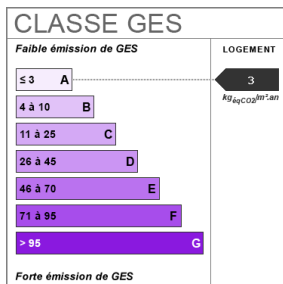 CLASSE GES
Faible émission de GES
LOGEMENT
≤ 3 A
3
kgéqCO2/m².an
4 à 10 B
11 à 25 C
26 à 45 D
46 à 70 E
71 à 95 F
> 95 G
Forte émission de GES